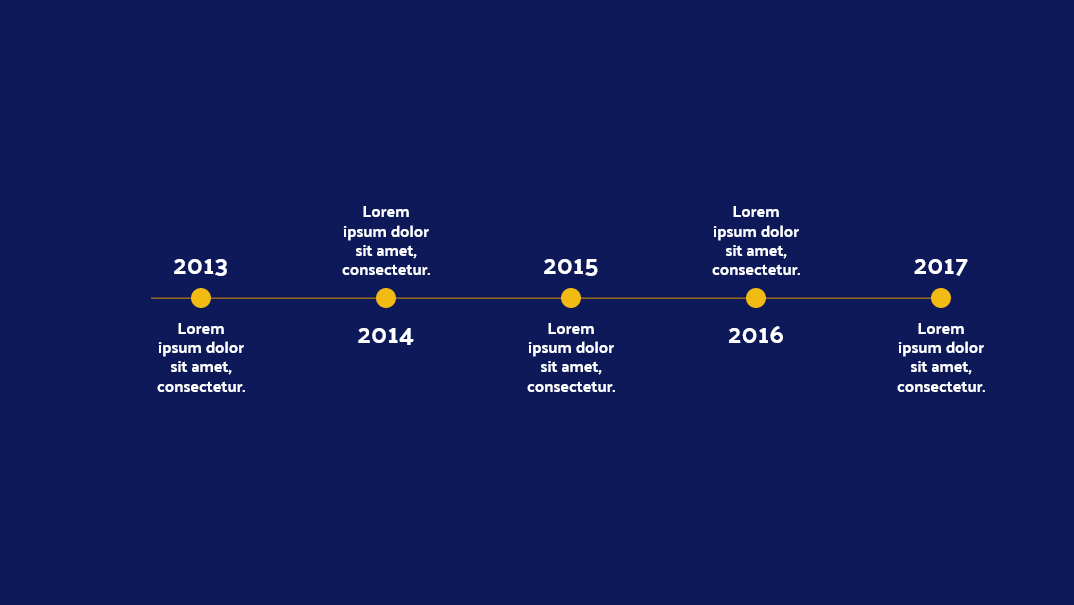 2013
Lorem
ipsum dolor
sit amet,
consectetur.
Lorem
ipsum dolor
sit amet,
consectetur.
2014
2015
Lorem
ipsum dolor
sit amet,
consectetur.
Lorem
ipsum dolor
sit amet,
consectetur.
2016
2017
Lorem
ipsum dolor
sit amet,
consectetur.